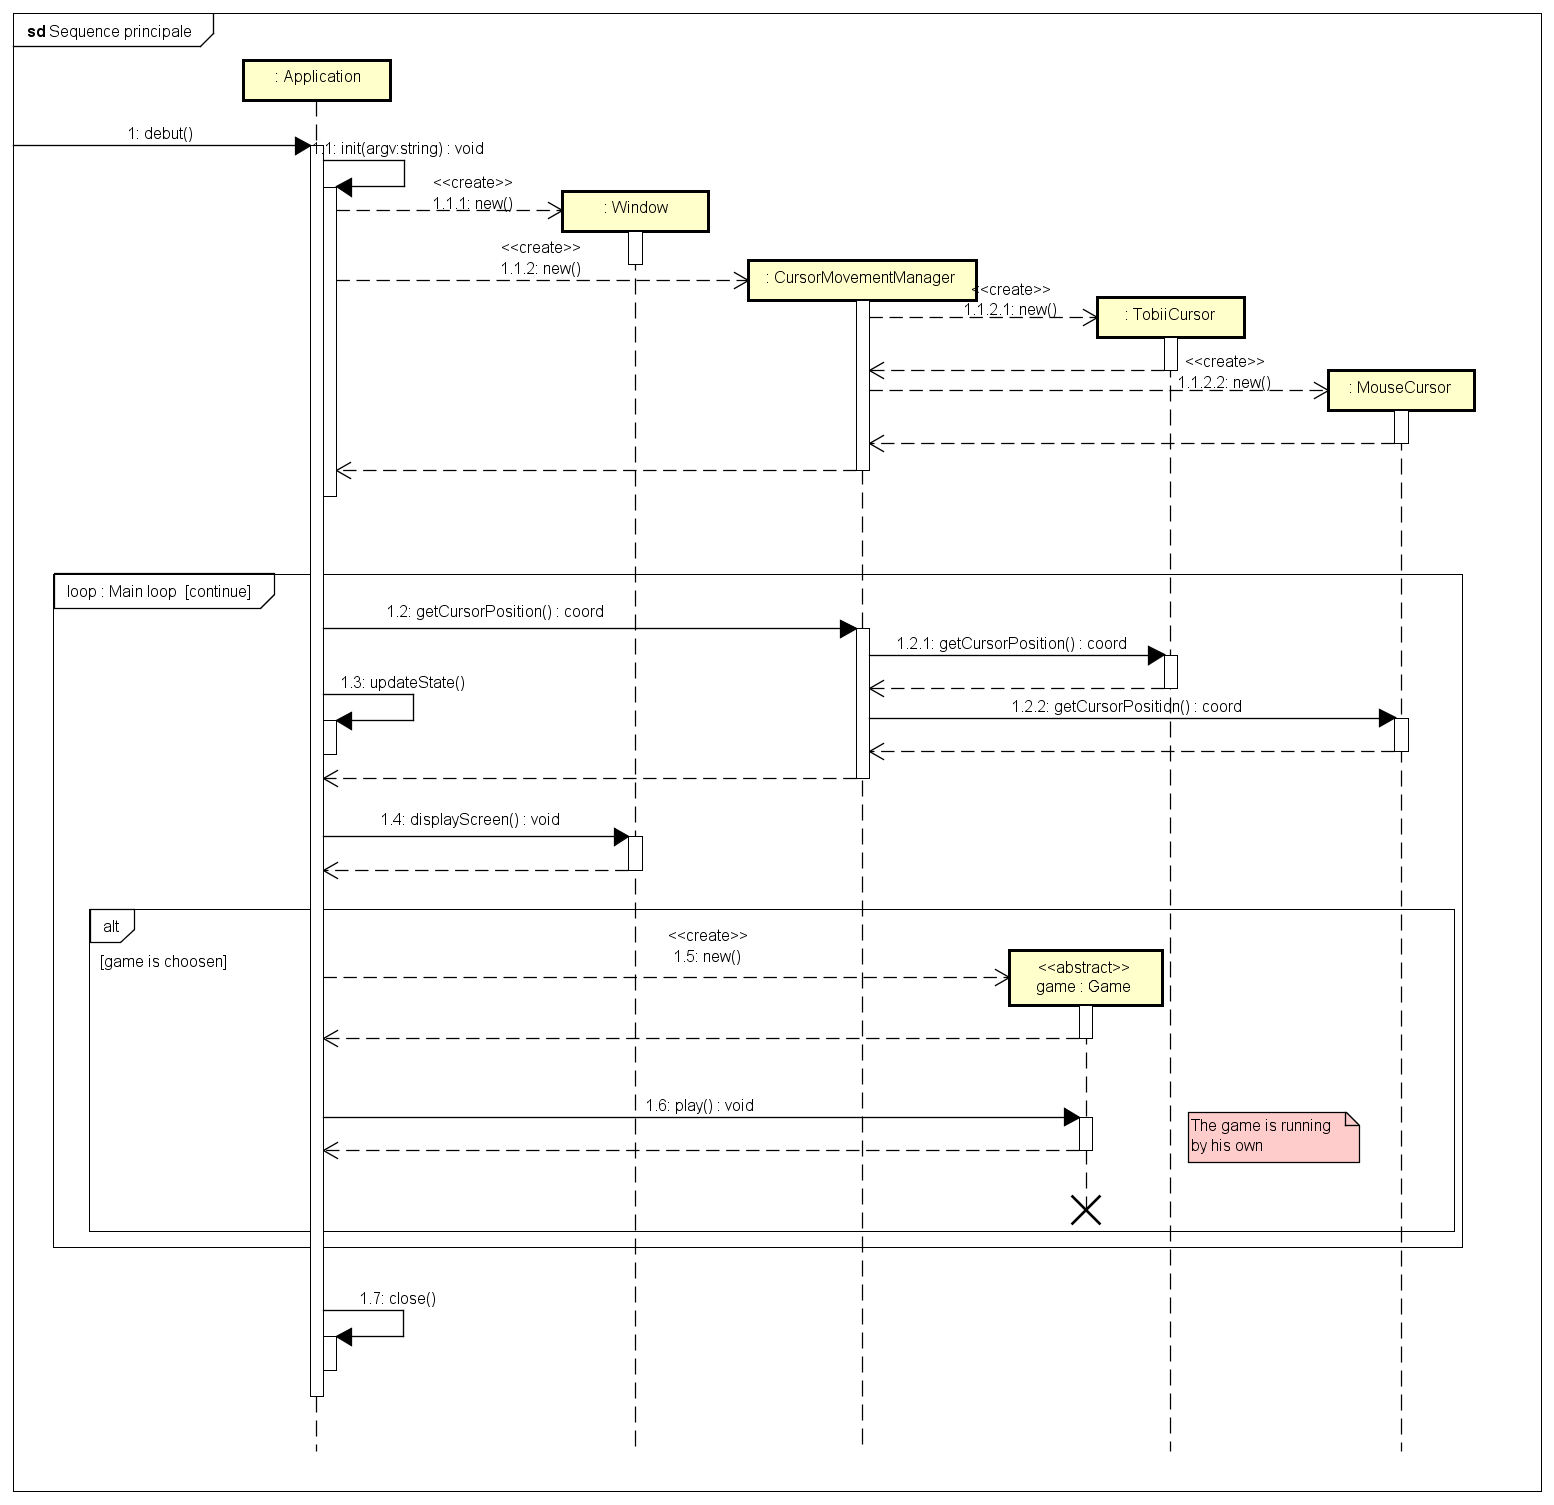 sd Sequence principale
: Application
1: debut()
1.1: init(argv:string) : void
<<create>>
1.1.1: new()
: Window
<<create>>
1.1.2: new()
: CursorMovementManager
<<create>>
1.1.2.1: new()
: TobiiCursor
<<create>>
1.1.2.2: new()
: MouseCursor
loop : Main loop [continue]
1.2: getCursorPosition() : coord
1.2.1: getCursorPosition() : coord
1.3: updateState()
1.2.2: getCursorPosition() : coord
1.4: displayScreen() : void
alt
[game is choosen]
<<create>>
1.5: new()
<<abstract>>
game : Game
1.6: play() : void
The game is running
by his own
1.7: close()